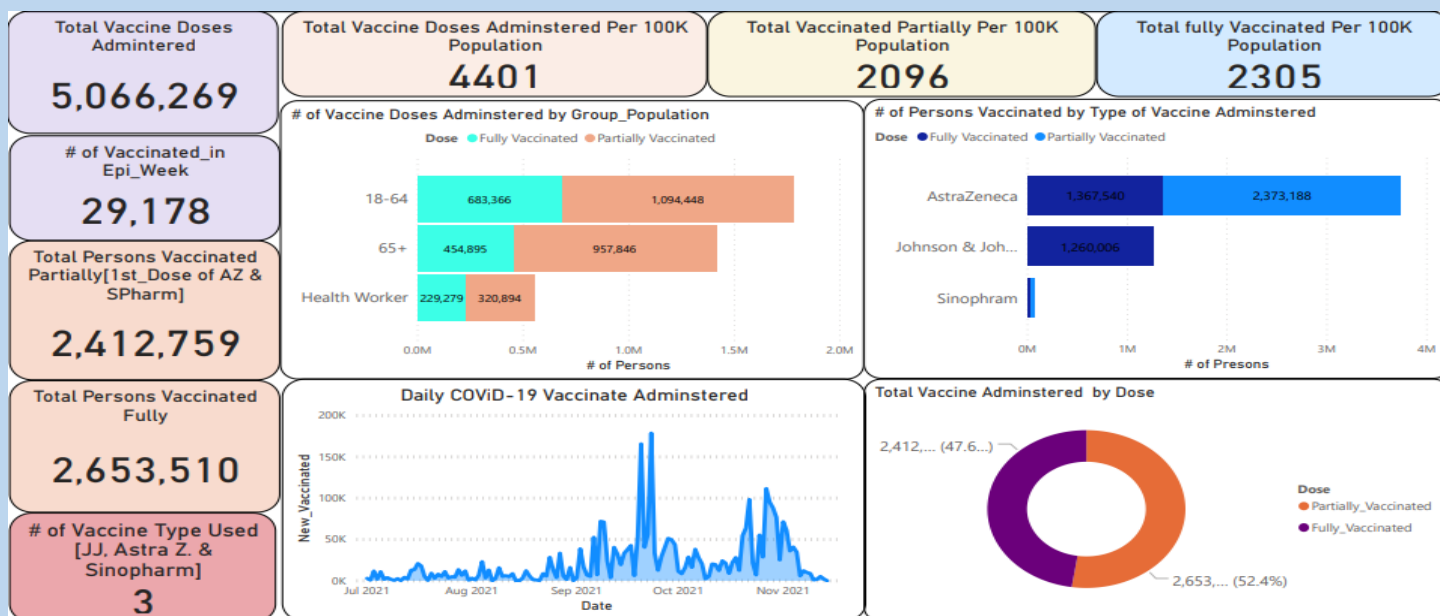 Total Vaccine Doses
Admintered
5,066,269
# of Vaccinated_in
Epi_Week
29,178
Total Persons Vaccinated
Partially[1st_Dose of AZ &
SPharm]
2,412,759
Total Persons Vaccinated
Fully
2,653,510
# of Vaccine Type Used
[JJ, Astra Z. &
Sinopharm]
3
Total Vaccine Doses Adminstered Per 100K
Population
4401
Total Vaccinated Partially Per 100K
Population
2096
Total fully Vaccinated Per 100K
Population
2305
# of Vaccine Doses Adminstered by Group_Population
Dose Fully Vaccinated Partially Vaccinated
18-64 683,366 1,094,448
65+ 454,895 957,846
Health Worker 229,279 320,894
0.0M 0.5M 1.0M 1.5M 2.0M
# of Persons
# of Persons Vaccinated by Type of Vaccine Adminstered
Dose Fully Vaccinated Partially Vaccinated
AstraZeneca 1,367,540 2,373,188
Johnson & Joh... 1,260,006
Sinophram
0M 1M 2M 3M 4M
# of Presons
Daily COViD-19 Vaccinate Adminstered
New_Vaccinated
200K
150K
100K
50K
0K
Jul 2021 Aug 2021 Sep 2021 Oct 2021 Nov 2021
Date
Total Vaccine Adminstered by Dose
2,412,... (47.6...)
Dose
Partially_Vaccinated
Fully_Vaccinated
2,653,... (52.4%)